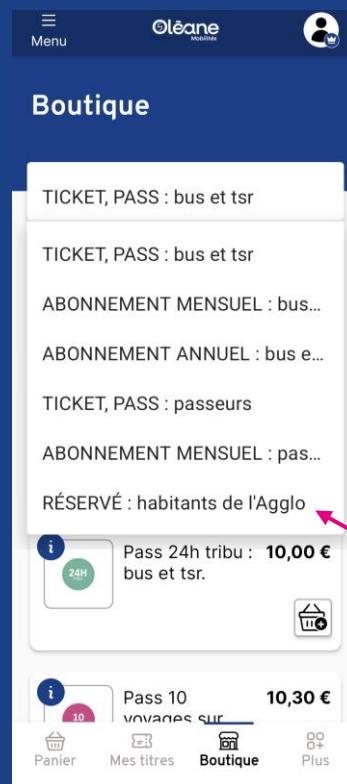 Menu
Oléane
Mobilités
Boutique
TICKET, PASS : bus et tsr
TICKET, PASS : bus et tsr
ABONNEMENT MENSUEL : bus...
ABONNEMENT ANNUEL : bus e...
TICKET, PASS : passeurs
ABONNEMENT MENSUEL : pas...
RÉSERVÉ : habitants de l'Agglo
i
24H
Pass 24h tribu : 10,00 €
bus et tsr.
i
10
Pass 10 10,30 €
voyages sur
Panier Mes titres Boutique Plus